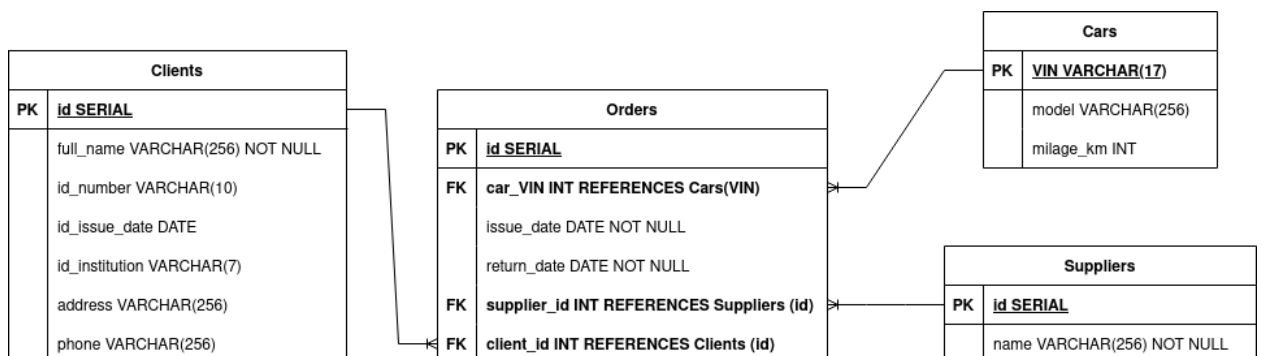 Clients
PK id SERIAL
full_name VARCHAR(256) NOT NULL
id_number VARCHAR(10)
id_issue_date DATE
id_institution VARCHAR(7)
address VARCHAR(256)
phone VARCHAR(256)
Orders
PK id SERIAL
FK car_VIN INT REFERENCES Cars(VIN)
issue_date DATE NOT NULL
return_date DATE NOT NULL
FK supplier_id INT REFERENCES Suppliers (id)
FK client_id INT REFERENCES Clients (id)
Cars
PK VIN VARCHAR(17)
model VARCHAR(256)
milage_km INT
Suppliers
PK id SERIAL
name VARCHAR(256) NOT NULL